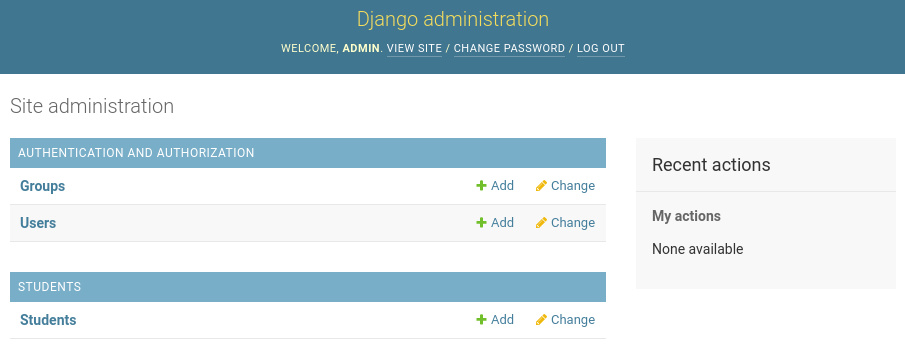 Django administration
WELCOME, ADMIN. VIEW SITE / CHANGE PASSWORD / LOG OUT
Site administration
AUTHENTICATION AND AUTHORIZATION
Groups Add Change
Users Add Change
STUDENTS
Students Add Change
Recent actions
My actions
None available